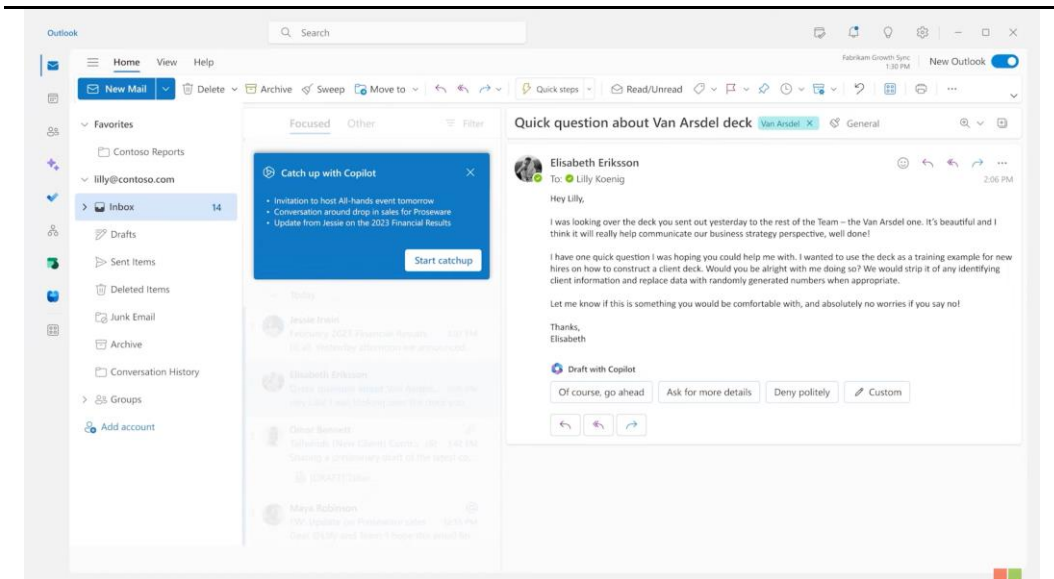 Outlook
Search
Home View Help
Fabrikam Growth Sync
1:30 PM
New Outlook
New Mail Delete Archive Sweep Move to Quick steps Read/Unread
Favorites
Contoso Reports
lilly@contoso.com
Inbox 14
Drafts
Sent Items
Deleted Items
Junk Email
Archive
Conversation History
Groups
Add account
Focused Other Filter
Catch up with Copilot
• Invitation to host All-hands event tomorrow
• Conversation around drop in sales for Proseware
• Update from Jessie on the 2023 Financial Results
Start catchup
Today
Jessie Irwin
Elisabeth Eriksson
Oliver Bennett
Maya Robinson
Quick question about Van Arsdel deck Van Arsdel General
Elisabeth Eriksson
To: Lilly Koenig
2:06 PM
Hey Lilly,
I was looking over the deck you sent out yesterday to the rest of the Team – the Van Arsdel one. It's beautiful and I
think it will really help communicate our business strategy perspective, well done!
I have one quick question I was hoping you could help me with. I wanted to use the deck as a training example for new
hires on how to construct a client deck. Would you be alright with me doing so? We would strip it of any identifying
client information and replace data with randomly generated numbers when appropriate.
Let me know if this is something you would be comfortable with, and absolutely no worries if you say no!
Thanks,
Elisabeth
Draft with Copilot
Of course, go ahead Ask for more details Deny politely Custom